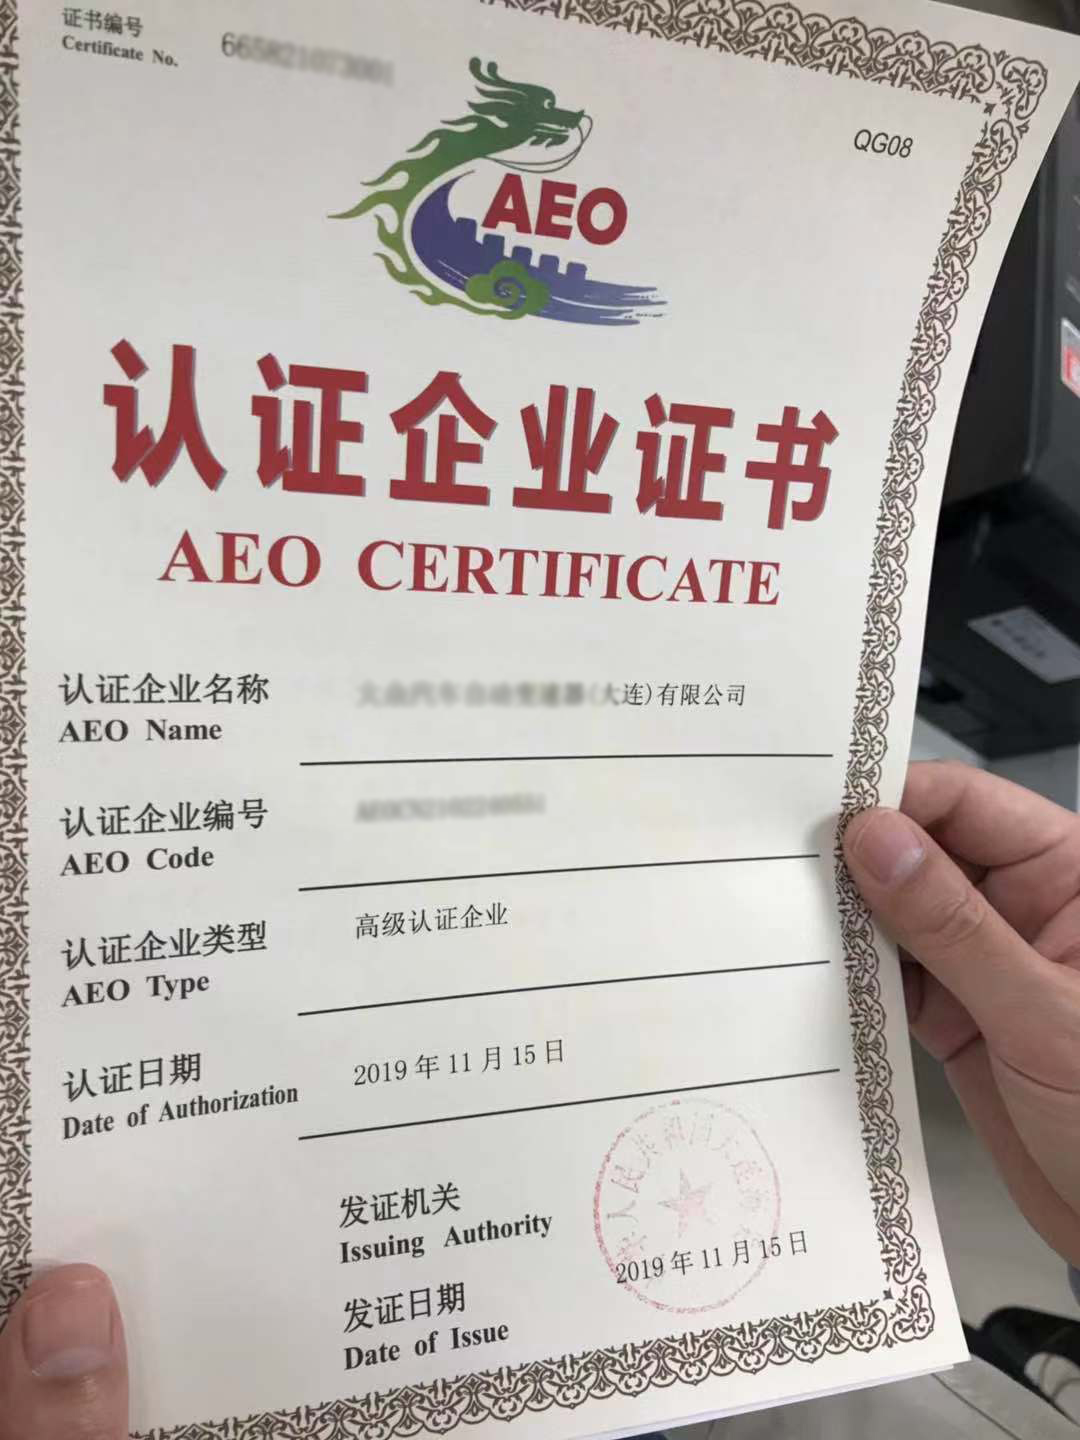 证书编号
Certificate No.
QG08
AEO
认证企业证书
AEO CERTIFICATE
认证企业名称
AEO Name
(大连)有限公司
认证企业编号
AEO Code
认证企业类型
AEO Type
高级认证企业
认证日期
Date of Authorization
2019年11月15日
发证机关
Issuing Authority
发证日期
Date of Issue
2019年11月15日